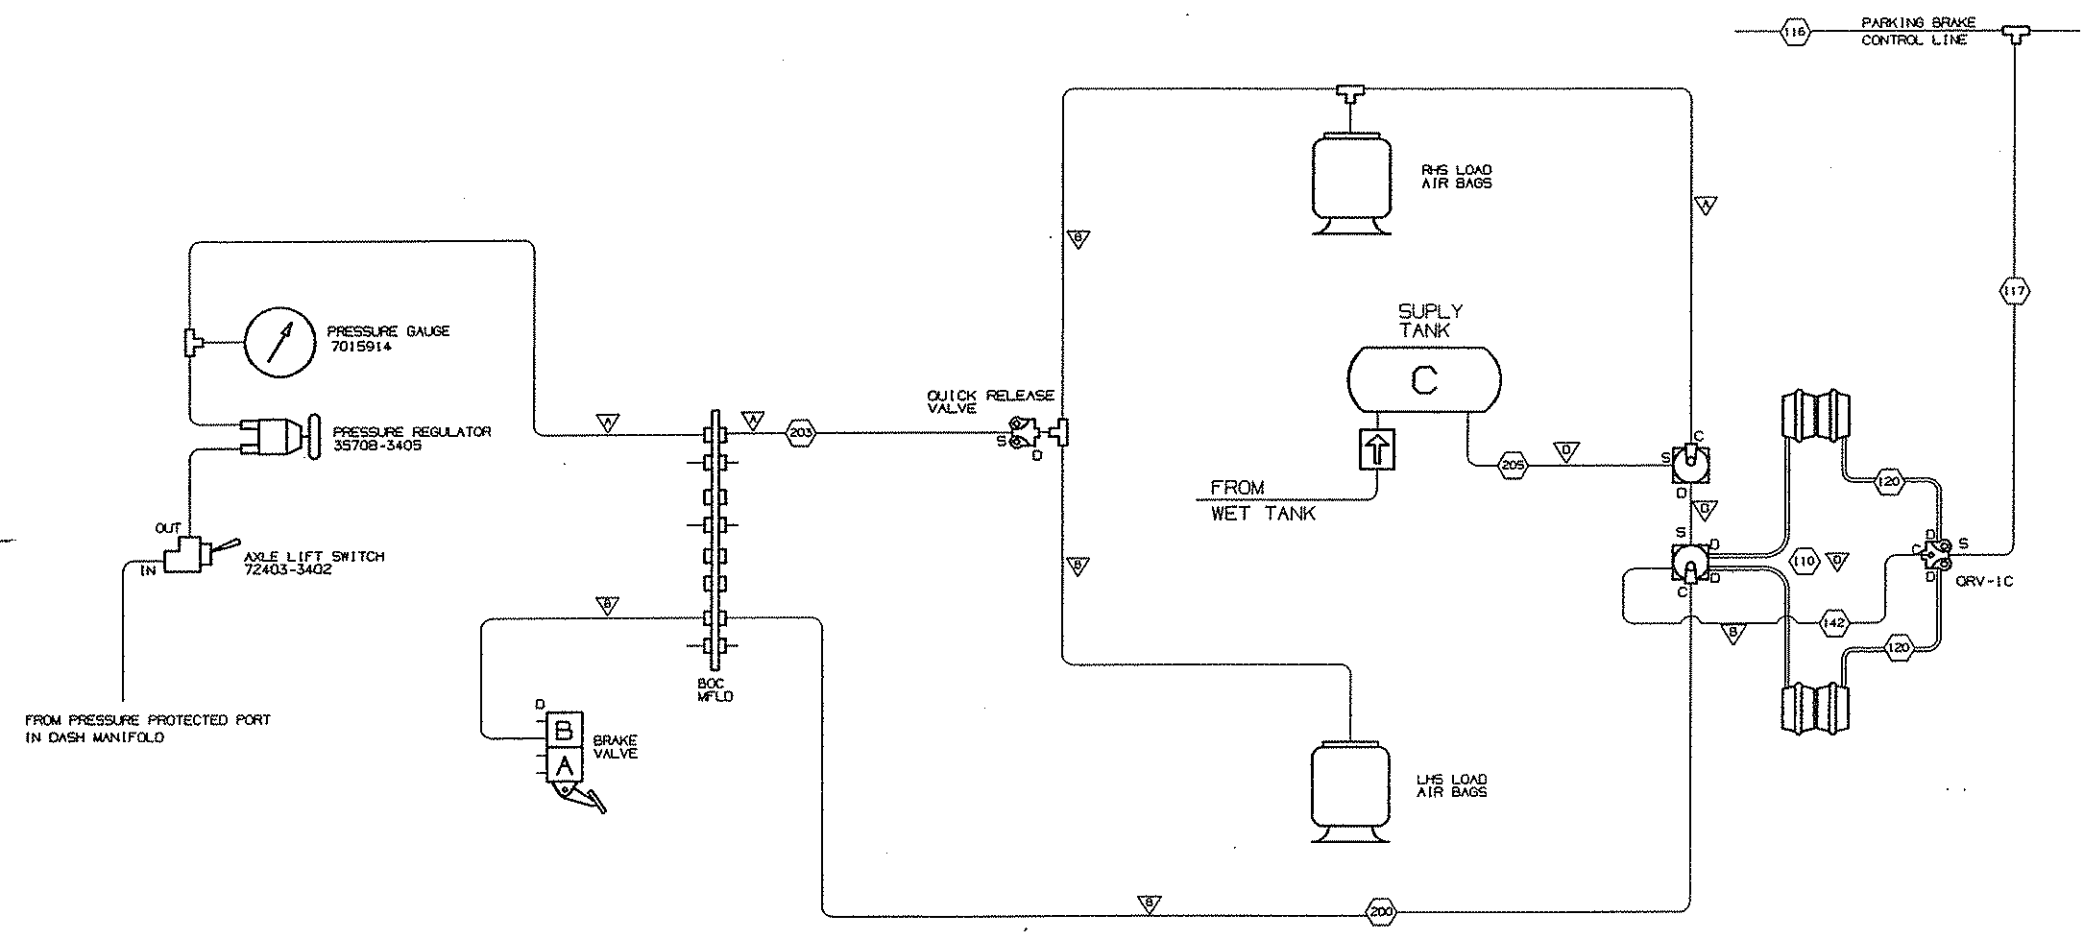 116
PARKING BRAKE
CONTROL LINE
RHS LOAD
AIR BAGS
A
B
117
PRESSURE GAUGE
7015914
SUPLY
TANK
C
QUICK RELEASE
VALVE
A
A
203
S
D
PRESSURE REGULATOR
35708-3405
C
S
D
205
D
120
FROM
WET TANK
D
S
D
OUT
IN
AXLE LIFT SWITCH
72403-3402
B
D
C
110
D
C
D
S
D
QRV-1C
B
B
142
120
BOC
MFLD
D
B
A
BRAKE
VALVE
FROM PRESSURE PROTECTED PORT
IN DASH MANIFOLD
LHS LOAD
AIR BAGS
B
200